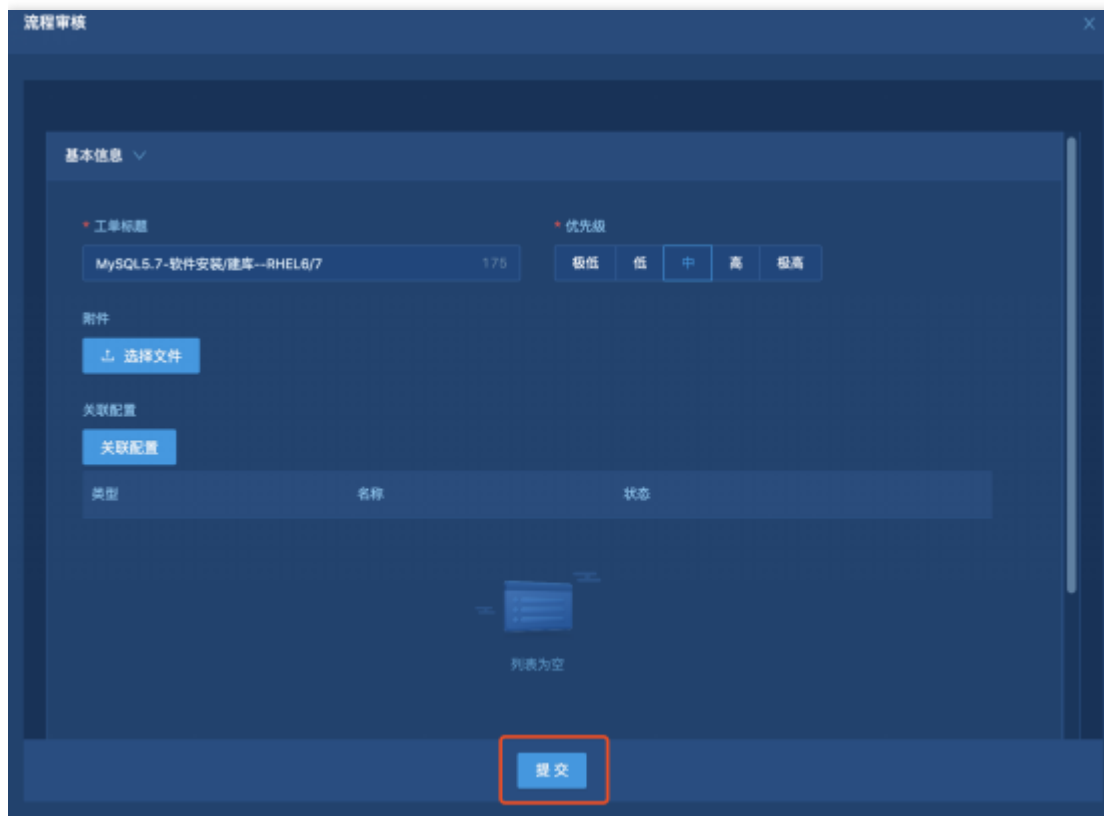 流程审核
基本信息
* 工单标题
* 优先级
MySQL5.7-软件安装/建库--RHEL6/7 175
极低 低 中 高 极高
附件
选择文件
关联配置
关联配置
类型 名称 状态
列表为空
提交